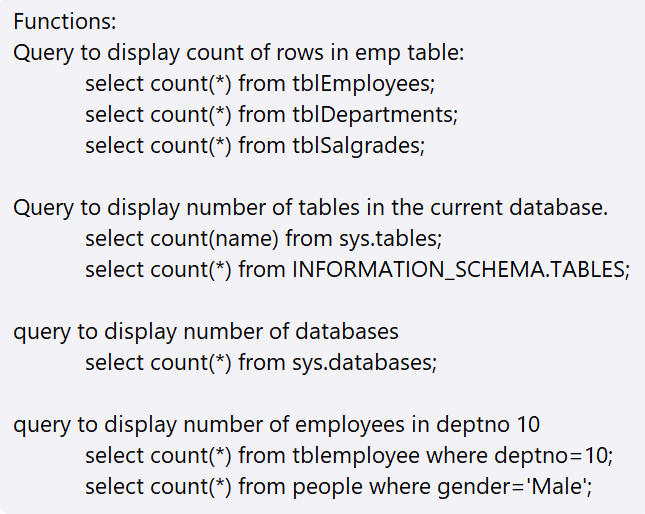 Functions:
Query to display count of rows in emp table:
select count(*) from tblEmployees;
select count(*) from tblDepartments;
select count(*) from tblSalgrades;
Query to display number of tables in the current database.
select count(name) from sys.tables;
select count(*) from INFORMATION_SCHEMA.TABLES;
query to display number of databases
select count(*) from sys.databases;
query to display number of employees in deptno 10
select count(*) from tblemployee where deptno=10;
select count(*) from people where gender='Male';